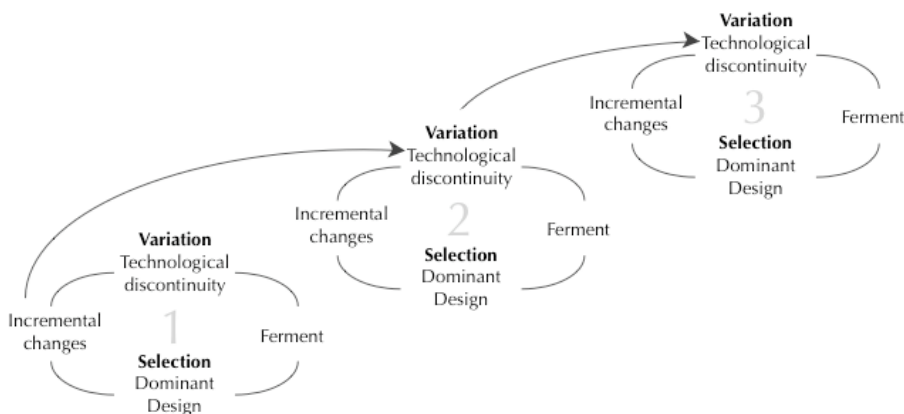 Variation
Technological
discontinuity
Incremental
changes
3
Ferment
Selection
Dominant
Design
Variation
Technological
discontinuity
Incremental
changes
2
Ferment
Selection
Dominant
Design
Variation
Technological
discontinuity
Incremental
changes
1
Ferment
Selection
Dominant
Design